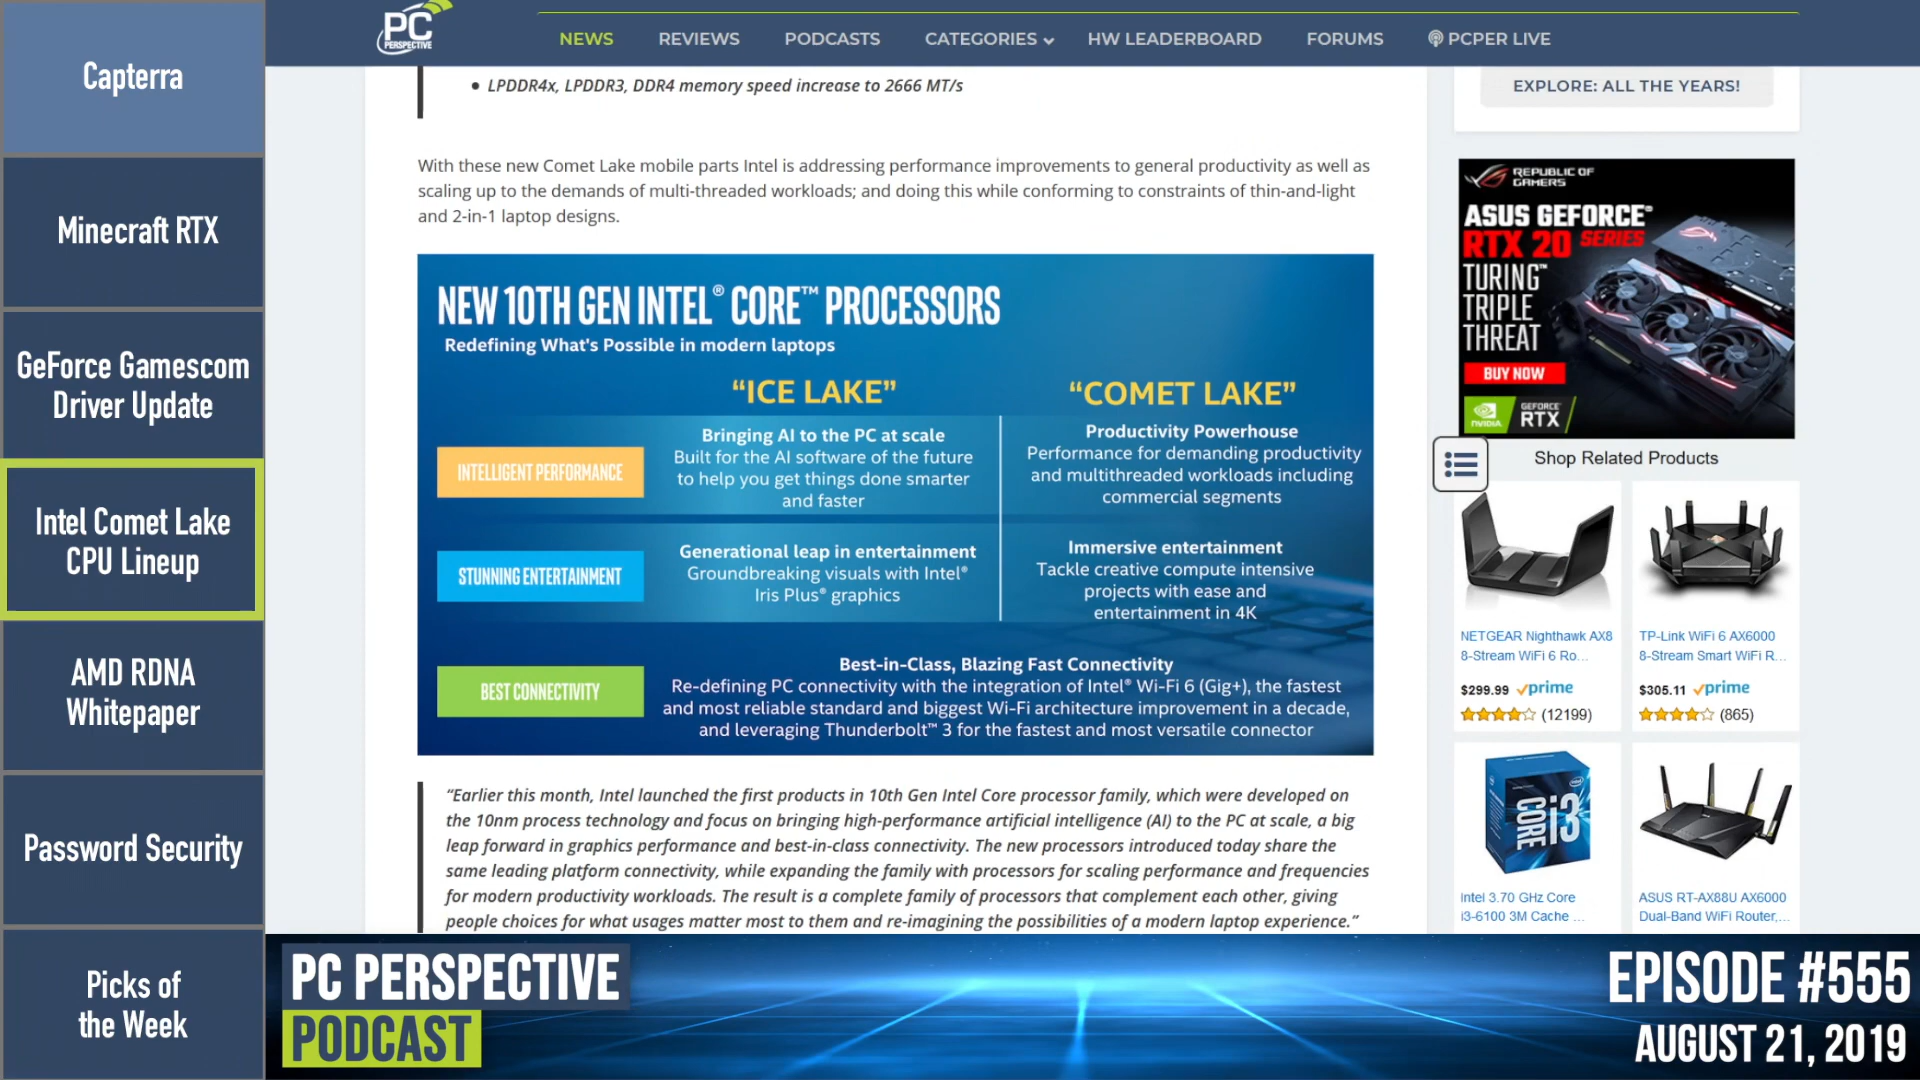 Capterra
Minecraft RTX
GeForce Gamescom
Driver Update
Intel Comet Lake
CPU Lineup
AMD RDNA
Whitepaper
Password Security
Picks of
the Week
PC
PERSPECTIVE
NEWS REVIEWS PODCASTS CATEGORIES HW LEADERBOARD FORUMS PCPER LIVE
• LPDDR4x, LPDDR3, DDR4 memory speed increase to 2666 MT/s
With these new Comet Lake mobile parts Intel is addressing performance improvements to general productivity as well as
scaling up to the demands of multi-threaded workloads; and doing this while conforming to constraints of thin-and-light
and 2-in-1 laptop designs.
NEW 10TH GEN INTEL® CORE™ PROCESSORS
Redefining What's Possible in modern laptops
“ICE LAKE”
“COMET LAKE”
INTELLIGENT PERFORMANCE
Bringing AI to the PC at scale
Built for the AI software of the future
to help you get things done smarter
and faster
Productivity Powerhouse
Performance for demanding productivity
and multithreaded workloads including
commercial segments
STUNNING ENTERTAINMENT
Generational leap in entertainment
Groundbreaking visuals with Intel®
Iris Plus® graphics
Immersive entertainment
Tackle creative compute intensive
projects with ease and
entertainment in 4K
BEST CONNECTIVITY
Best-in-Class, Blazing Fast Connectivity
Re-defining PC connectivity with the integration of Intel® Wi-Fi 6 (Gig+), the fastest
and most reliable standard and biggest Wi-Fi architecture improvement in a decade,
and leveraging Thunderbolt™ 3 for the fastest and most versatile connector
“Earlier this month, Intel launched the first products in 10th Gen Intel Core processor family, which were developed on
the 10nm process technology and focus on bringing high-performance artificial intelligence (AI) to the PC at scale, a big
leap forward in graphics performance and best-in-class connectivity. The new processors introduced today share the
same leading platform connectivity, while expanding the family with processors for scaling performance and frequencies
for modern productivity workloads. The result is a complete family of processors that complement each other, giving
people choices for what usages matter most to them and re-imagining the possibilities of a modern laptop experience.”
EXPLORE: ALL THE YEARS!
REPUBLIC OF
GAMERS
ASUS GEFORCE®
RTX 20 SERIES
TURING™
TRIPLE
THREAT
BUY NOW
NVIDIA
GEFORCE
RTX
Shop Related Products
NETGEAR Nighthawk AX8
8-Stream WiFi 6 Ro...
$299.99 prime
(12199)
TP-Link WiFi 6 AX6000
8-Stream Smart WiFi R...
$305.11 prime
(865)
CORE i3
Intel 3.70 GHz Core
i3-6100 3M Cache ...
ASUS RT-AX88U AX6000
Dual-Band WiFi Router,...
PC PERSPECTIVE
PODCAST
EPISODE #555
AUGUST 21, 2019